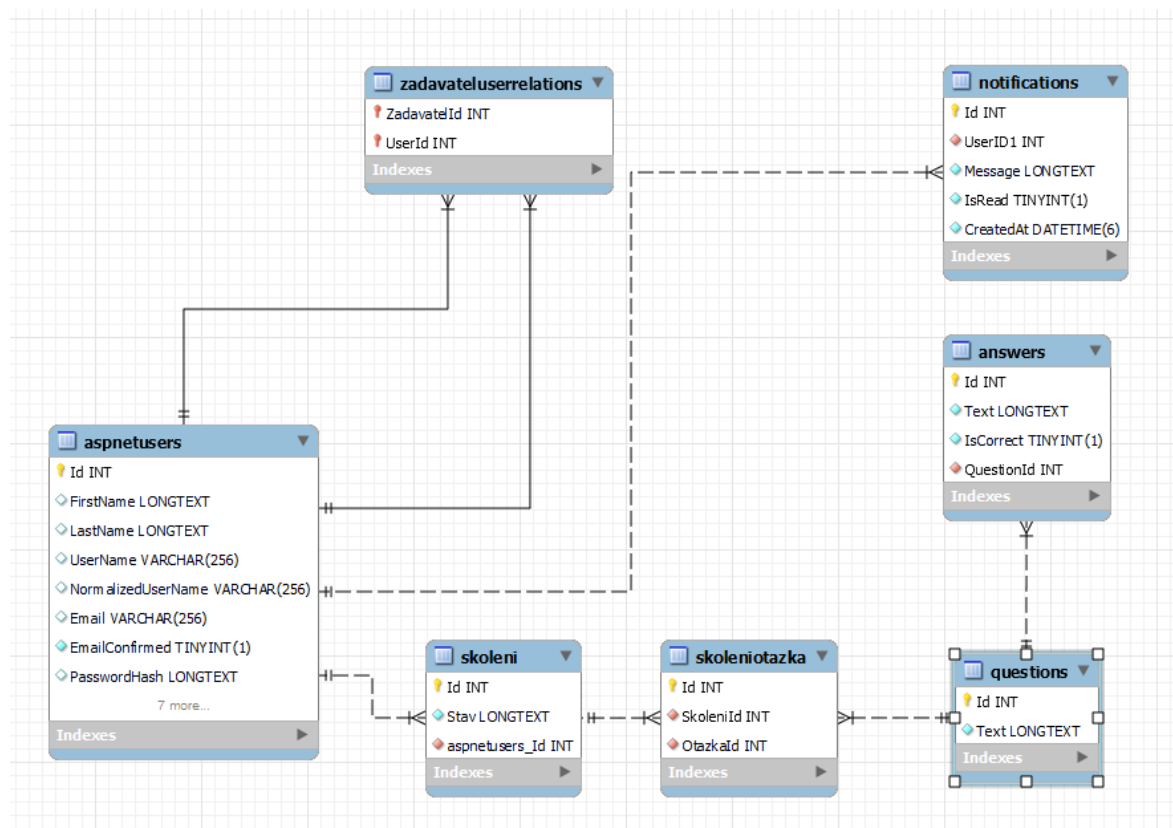 zadavateluserrelations
ZadavatelId INT
UserId INT
Indexes
notifications
Id INT
UserID1 INT
Message LONGTEXT
IsRead TINYINT(1)
CreatedAt DATETIME(6)
Indexes
answers
Id INT
Text LONGTEXT
IsCorrect TINYINT(1)
QuestionId INT
Indexes
aspnetusers
Id INT
FirstName LONGTEXT
LastName LONGTEXT
UserName VARCHAR(256)
NormalizedUserName VARCHAR(256)
Email VARCHAR(256)
EmailConfirmed TINYINT(1)
PasswordHash LONGTEXT
7 more...
Indexes
skoleni
Id INT
Stav LONGTEXT
aspnetusers_Id INT
Indexes
skoleniotazka
Id INT
SkoleniId INT
OtazkaId INT
Indexes
questions
Id INT
Text LONGTEXT
Indexes